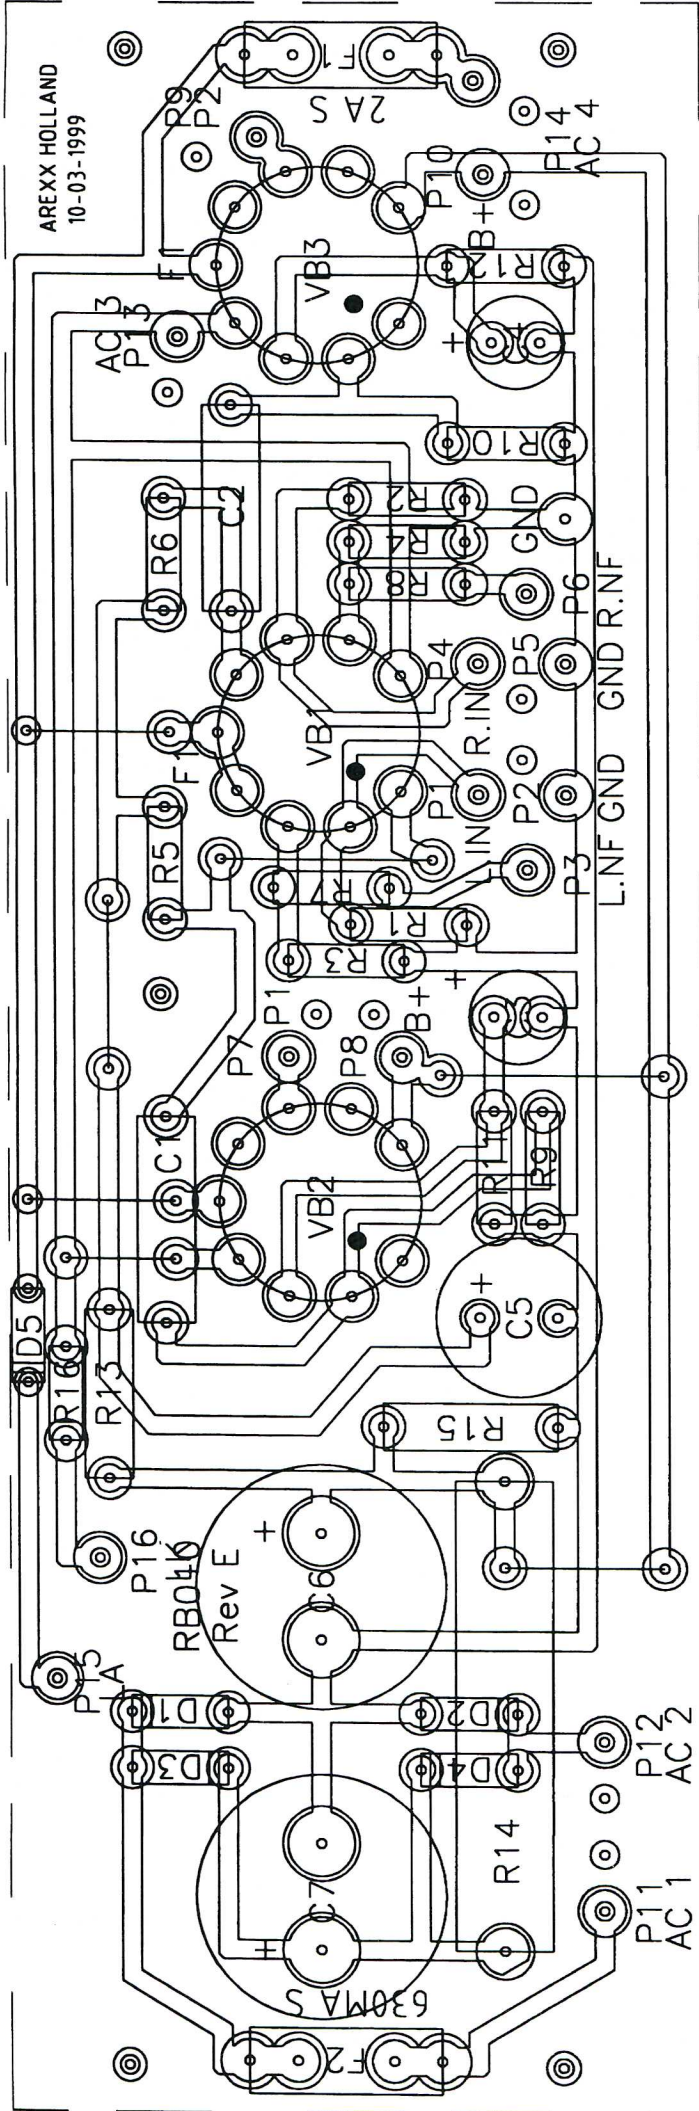 AREXX HOLLAND
10-03-1999
F1
2A S
P14
AC 4
P10
B+
F1
VB3
R12
+
+
AC 3
P13
R10
C2
R6
R2
R4
R8
GND
P6
R.NF
P4
R.IN
P5
GND
VB1
F1
P1
IN
P2
GND
P3
L.NF
R5
R7
R1
R3
+
P1
P7
P8
B+
C1
VB2
R11
R9
+
C5
D5
R16
R13
R15
P16
Rev E
+
C6
D1
D2
D3
D4
P12
AC 2
R14
C7
+
P11
AC 1
630MA S
F2